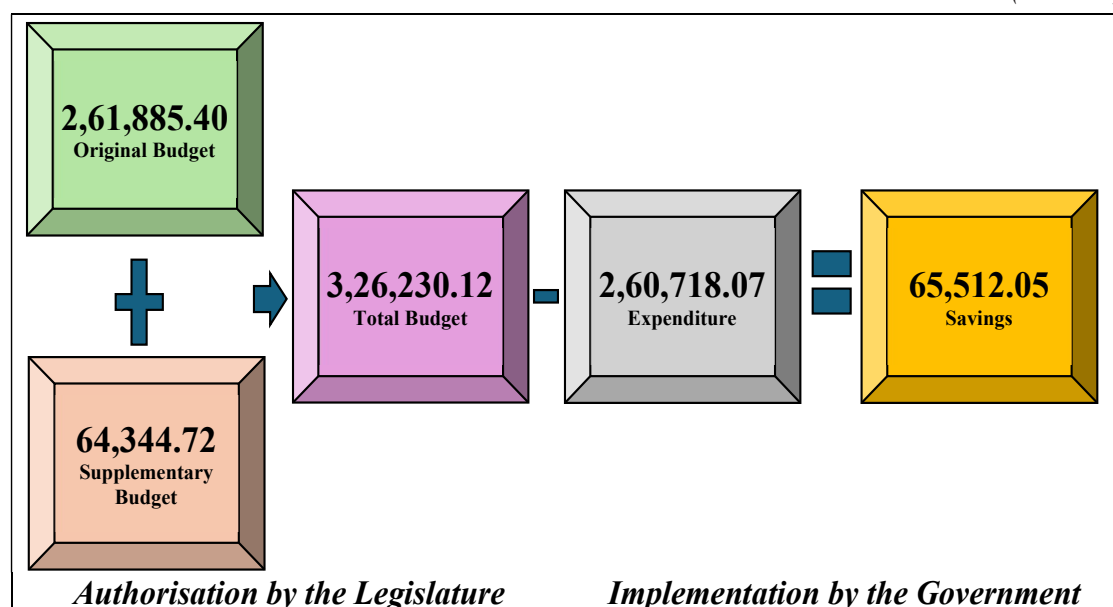 2,61,885.40
Original Budget
64,344.72
Supplementary
Budget
3,26,230.12
Total Budget
2,60,718.07
Expenditure
65,512.05
Savings
Authorisation by the Legislature
Implementation by the Government